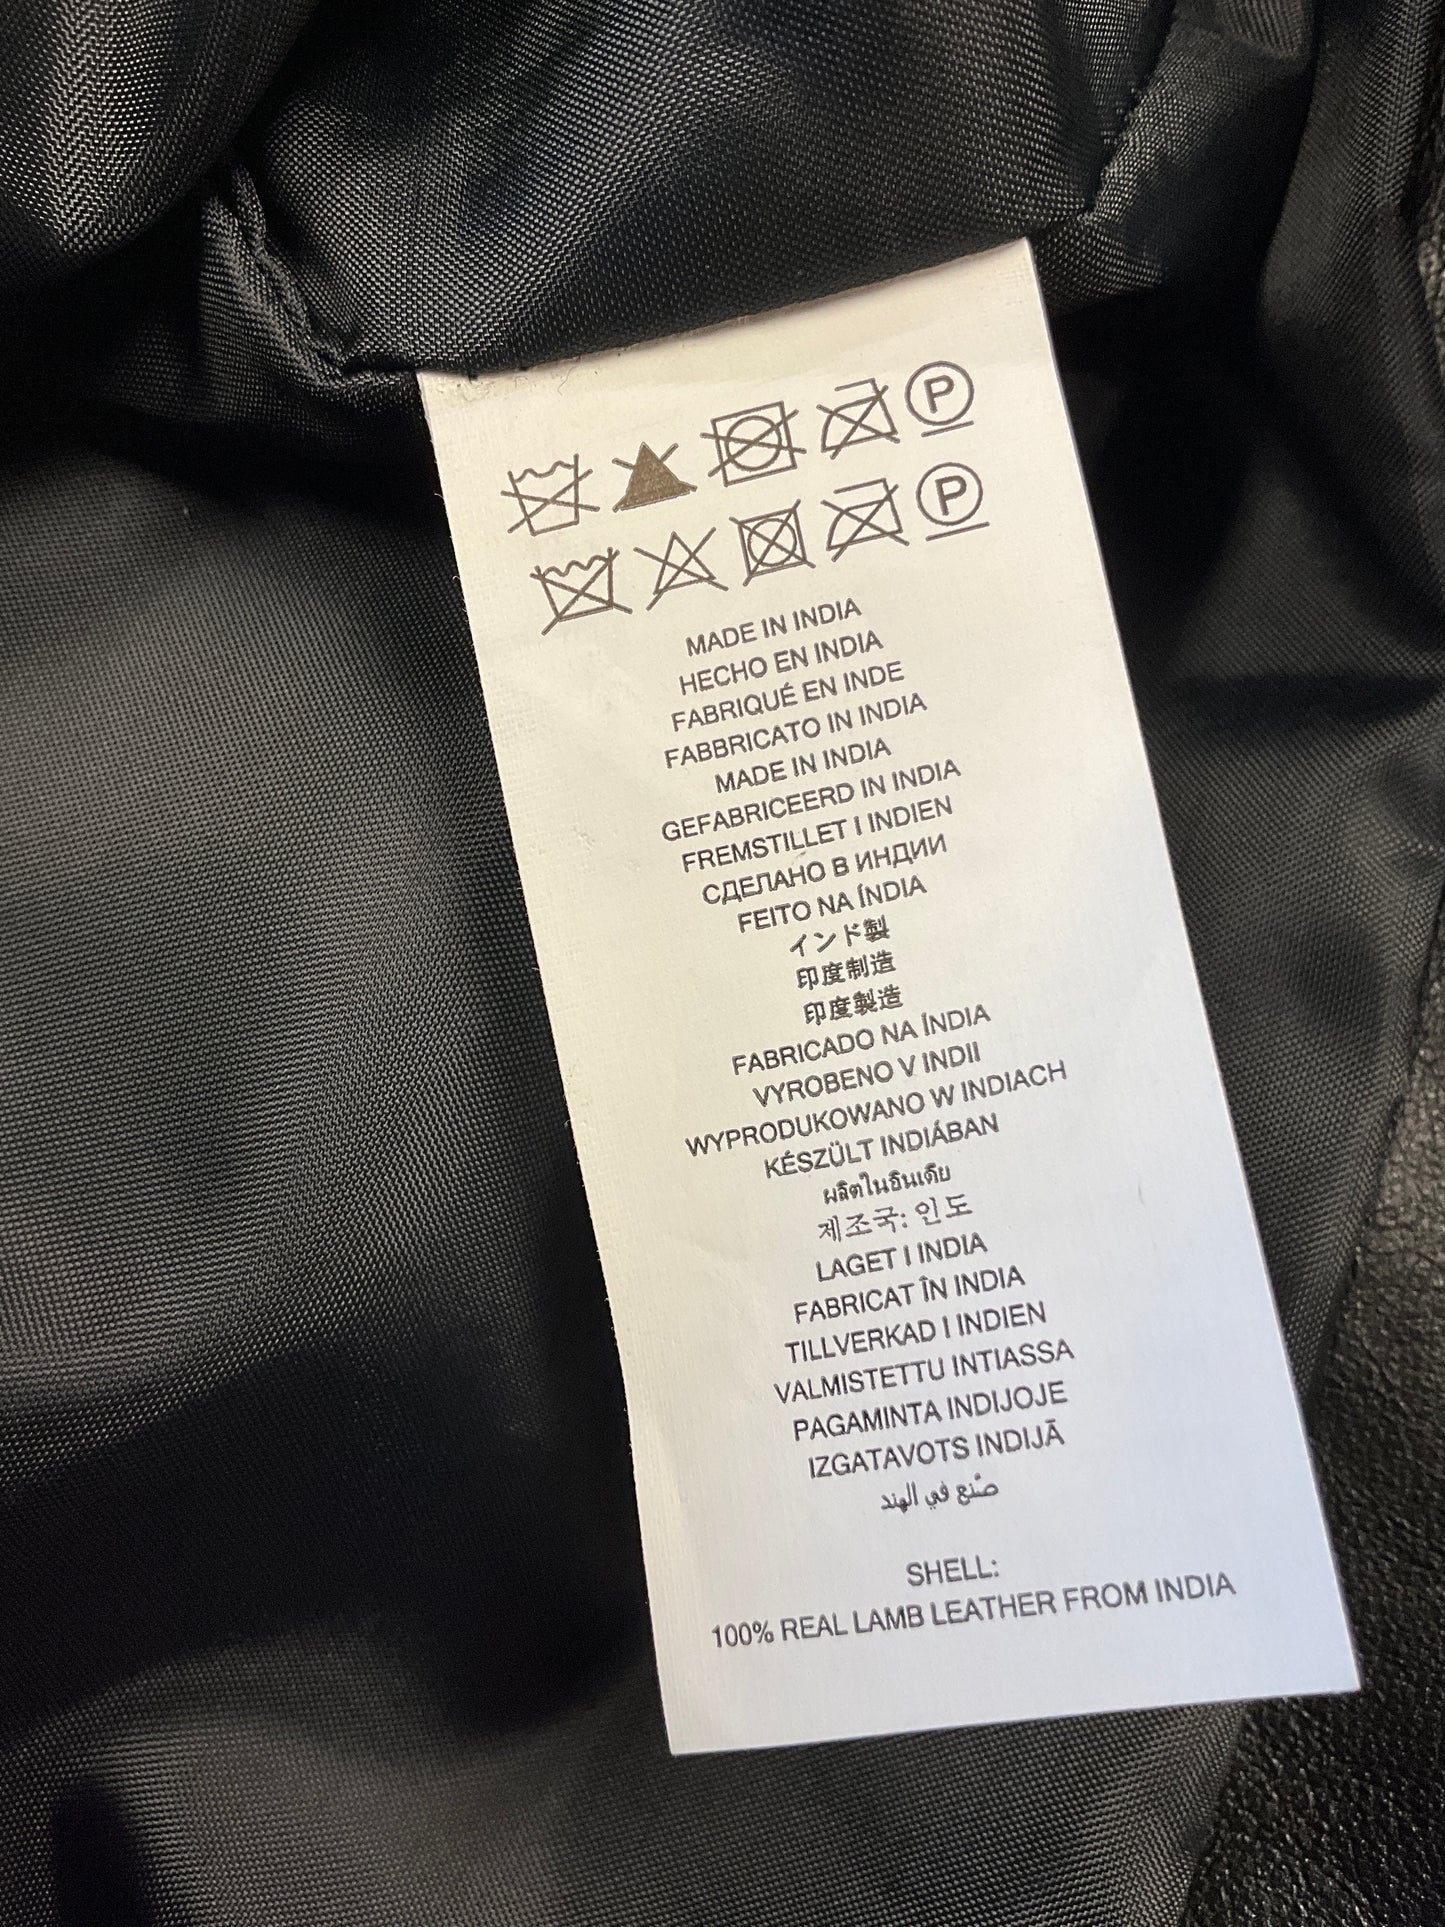 P
P
MADE IN INDIA
HECHO EN INDIA
FABRIQUÉ EN INDE
FABBRICATO IN INDIA
MADE IN INDIA
GEFABRICEERD IN INDIA
FREMSTILLET I INDIEN
СДЕЛАНО В ИНДИИ
FEITO NA ÍNDIA
インド製
印度制造
印度製造
FABRICADO NA ÍNDIA
VYROBENO V INDII
WYPRODUKOWANO W INDIACH
KÉSZÜLT INDIÁBAN
ผลิตในอินเดีย
제조국: 인도
LAGET I INDIA
FABRICAT ÎN INDIA
TILLVERKAD I INDIEN
VALMISTETTU INTIASSA
PAGAMINTA INDIJOJE
IZGATAVOTS INDIJĀ
صُنع في الهند
SHELL:
100% REAL LAMB LEATHER FROM INDIA